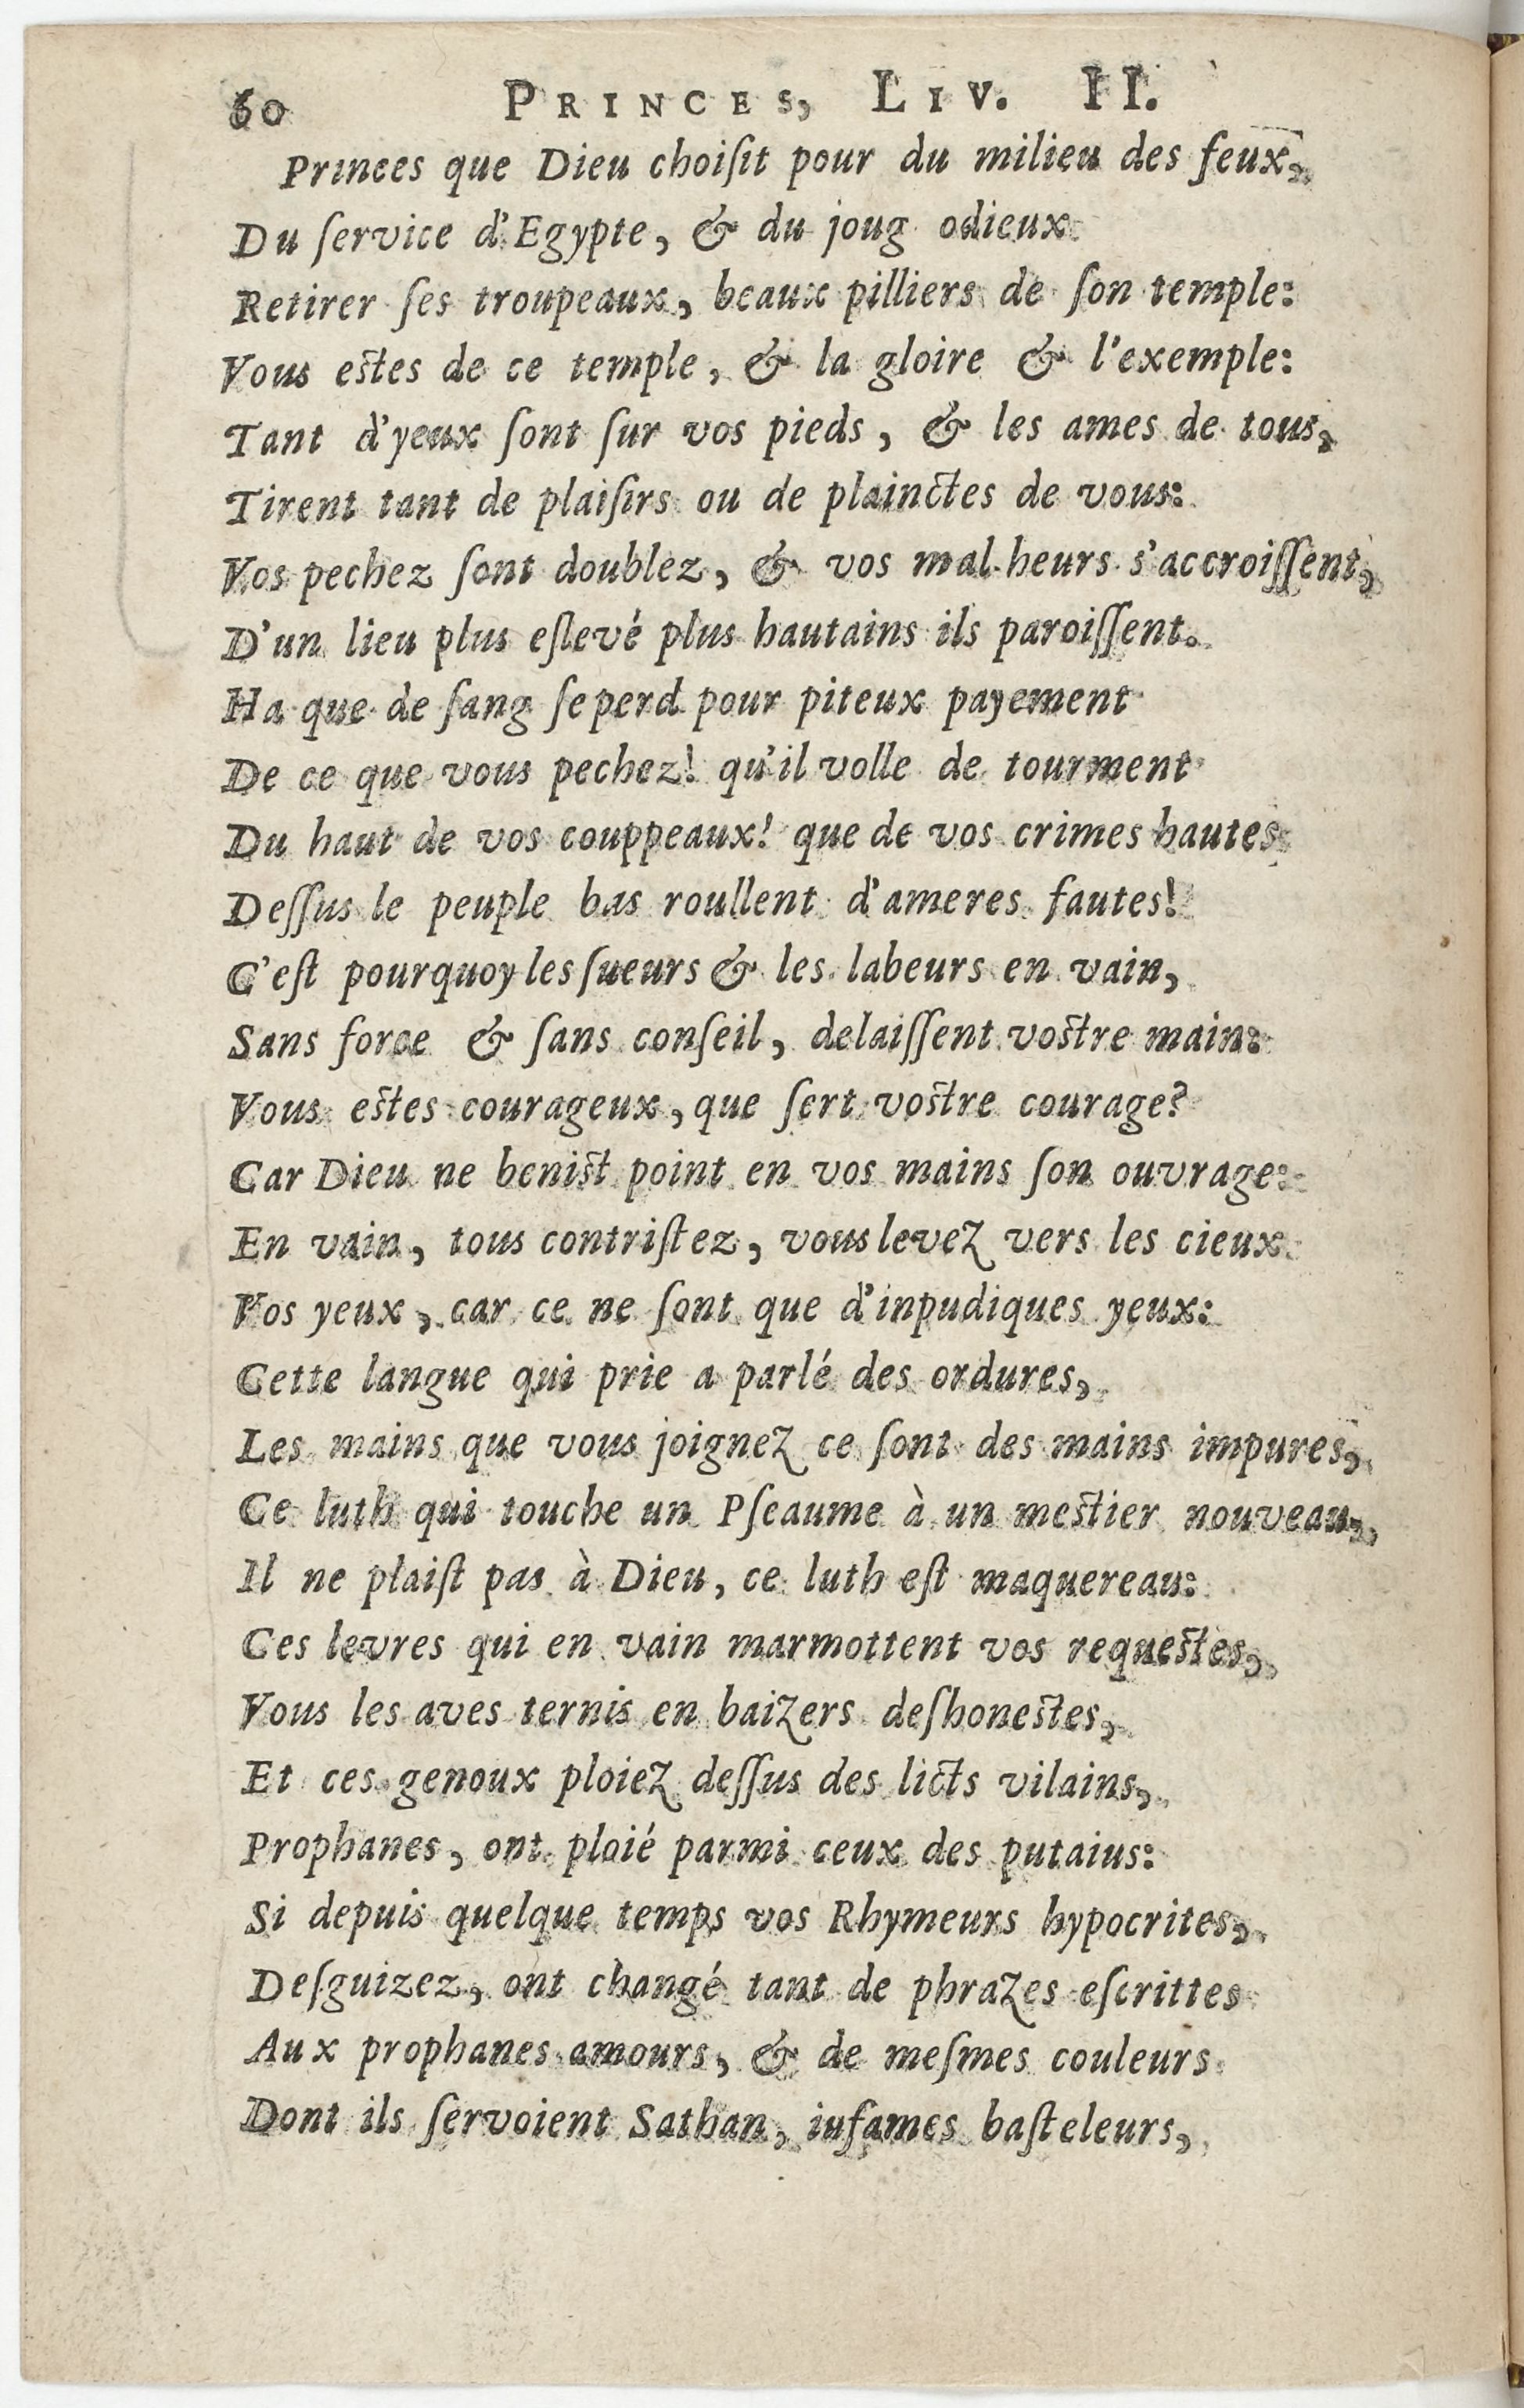 60 PRINCES, LIV. II.
Princes que Dieu choiſit pour du milieu des feux,
Du ſervice d'Egypte, & du joug odieux
Retirer ſes troupeaux, beaux pilliers de ſon temple:
Vous eſtes de ce temple, & la gloire & l'exemple:
Tant d'yeux ſont ſur vos pieds, & les ames de tous,
Tirent tant de plaiſirs ou de plainctes de vous:
Vos pechez ſont doublez, & vos mal-heurs s'accroiſſent,
D'un lieu plus eſlevé plus hautains ils paroiſſent.
Ha que de ſang ſe perd pour piteux payement
De ce que vous pechez! qu'il volle de tourment
Du haut de vos couppeaux! que de vos crimes hautes
Deſſus le peuple bas roullent d'ameres fautes!
C'eſt pourquoy les ſueurs & les labeurs en vain,
Sans force & ſans conſeil, delaiſſent voſtre main:
Vous eſtes courageux, que ſert voſtre courage?
Car Dieu ne beniſt point en vos mains ſon ouvrage:
En vain, tous contriſtez, vous levez vers les cieux
Vos yeux, car ce ne ſont que d'inpudiques yeux:
Cette langue qui prie a parlé des ordures,
Les mains que vous joignez ce ſont des mains impures,
Ce luth qui touche un Pſeaume à un meſtier nouveau,
Il ne plaiſt pas à Dieu, ce luth eſt maquereau:
Ces levres qui en vain marmottent vos requeſtes,
Vous les aves ternis en baizers deſhoneſtes,
Et ces genoux ploiez deſſus des licts vilains,
Prophanes, ont ploié parmi ceux des putaius:
Si depuis quelque temps vos Rhymeurs hypocrites,
Deſguizez, ont changé tant de phrazes eſcrittes
Aux prophanes amours, & de meſmes couleurs
Dont ils ſervoient Sathan, iufames baſteleurs,